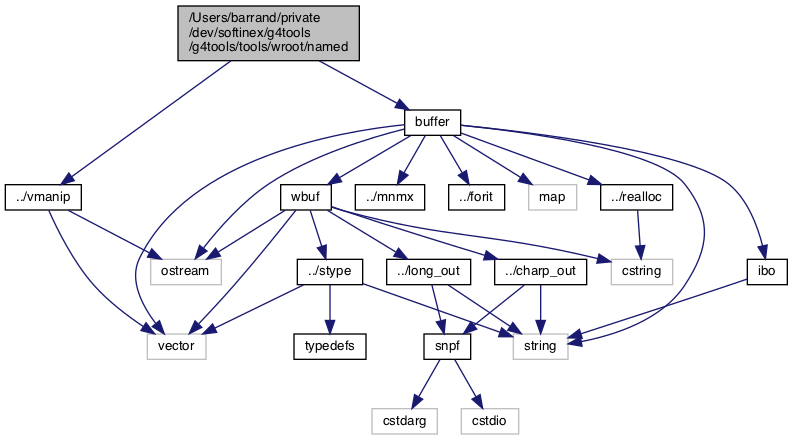 /Users/barrand/private
/dev/softinex/g4tools
/g4tools/tools/wroot/named
buffer
../vmanip
wbuf
../mnmx
../forit
map
../realloc
ostream
../stype
../long_out
../charp_out
cstring
ibo
vector
typedefs
snpf
string
cstdarg
cstdio